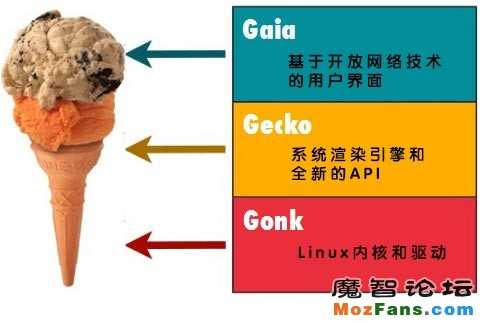 Gaia
基于开放网络技术
的用户界面
Gecko
系统渲染引擎和
全新的API
Gonk
Linux内核和驱动
魔智论坛
MozFans.com